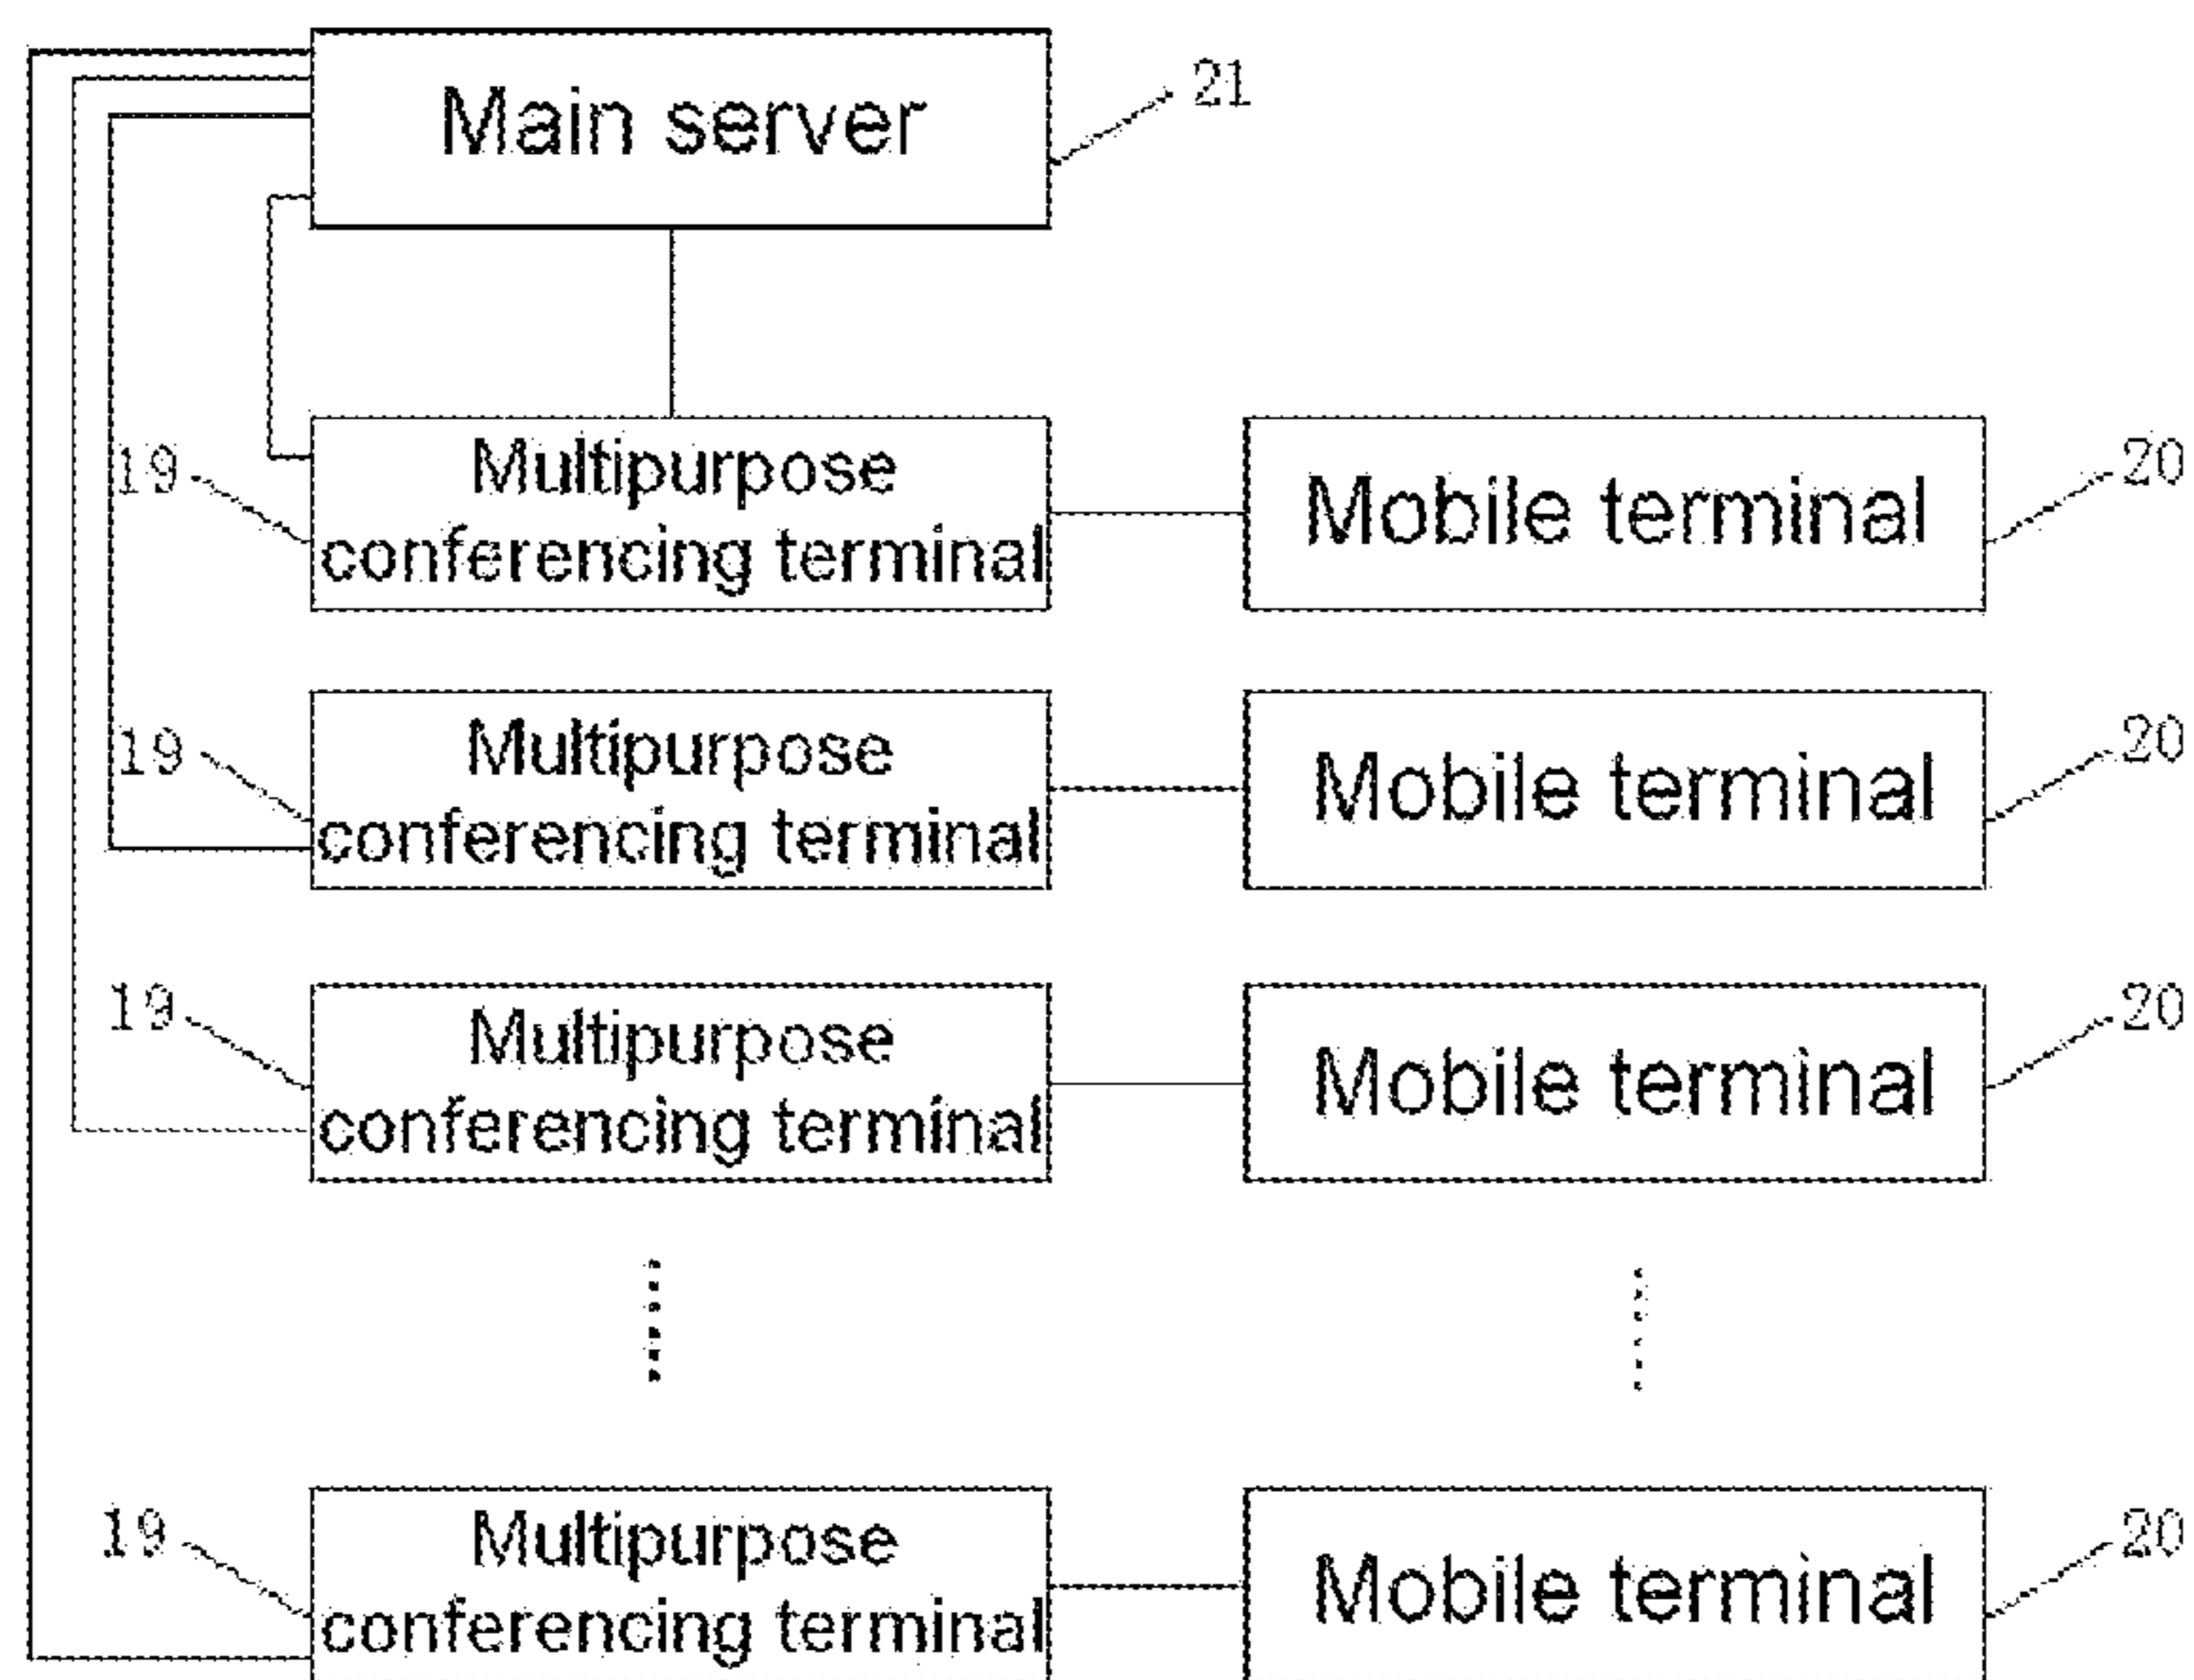 Main server
21
19
Multipurpose
conferencing terminal
Mobile terminal
20
19
Multipurpose
conferencing terminal
Mobile terminal
20
19
Multipurpose
conferencing terminal
Mobile terminal
20
19
Multipurpose
conferencing terminal
Mobile terminal
20